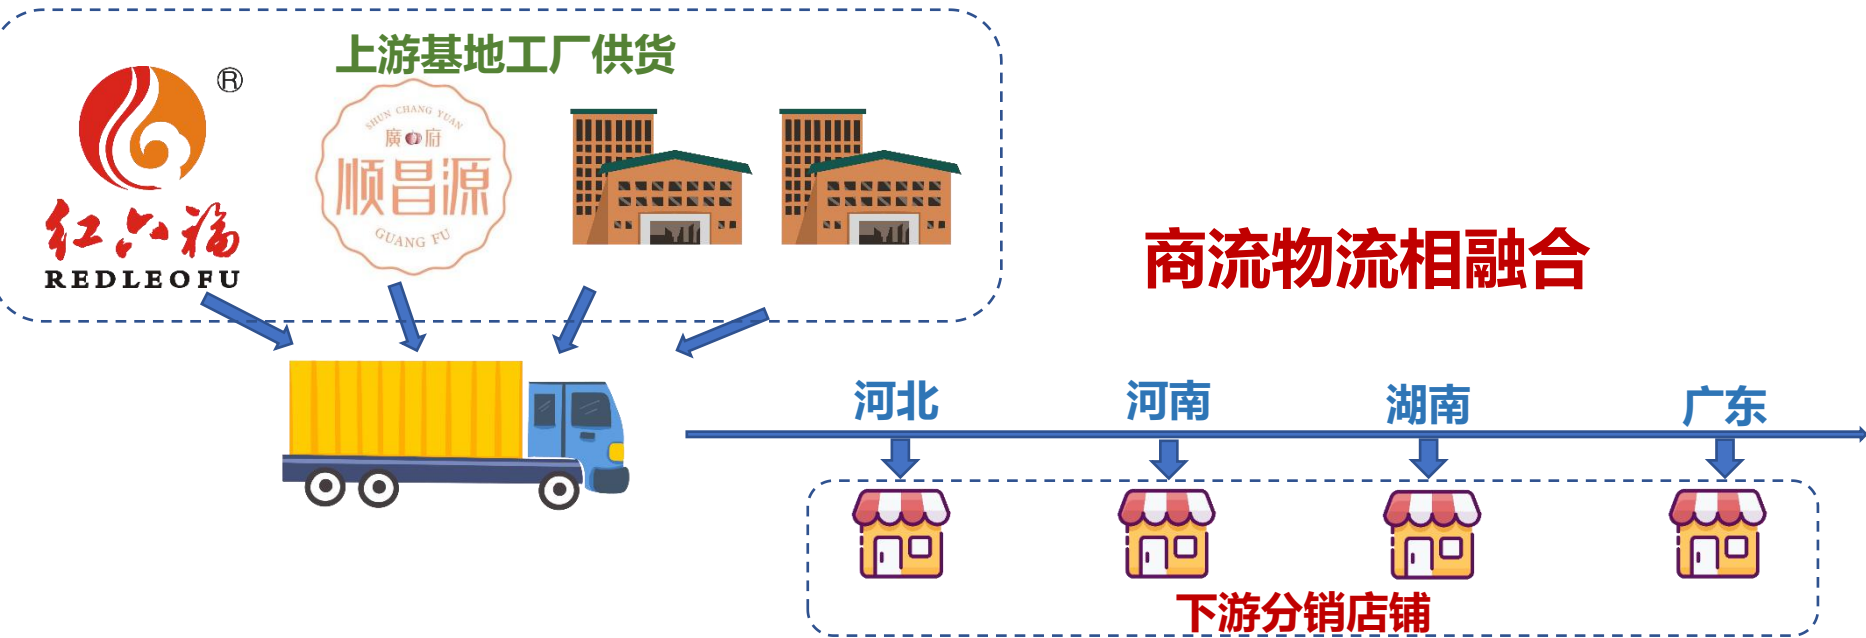 上游基地工厂供货
®
红六福
REDLEOFU
SHUN CHANG YUAN
廣府
顺昌源
GUANG FU
商流物流相融合
河北
河南
湖南
广东
下游分销店铺